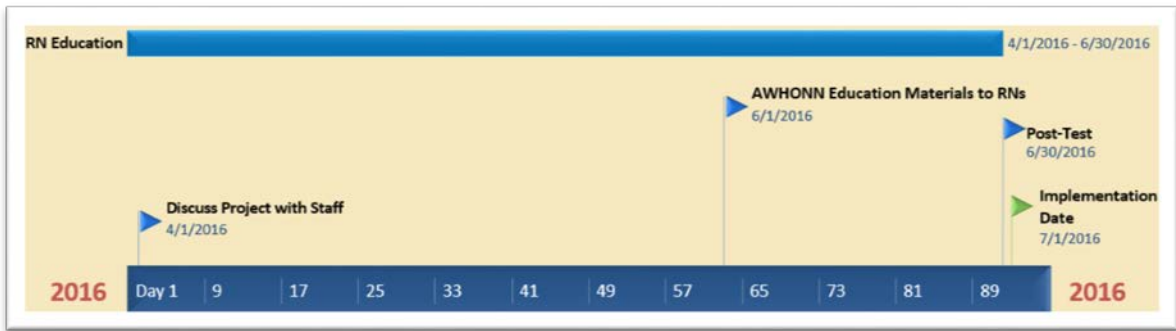 RN Education
4/1/2016 - 6/30/2016
AWHONN Education Materials to RNs
6/1/2016
Post-Test
6/30/2016
Discuss Project with Staff
4/1/2016
Implementation
Date
7/1/2016
2016 Day 1 9 17 25 33 41 49 57 65 73 81 89 2016